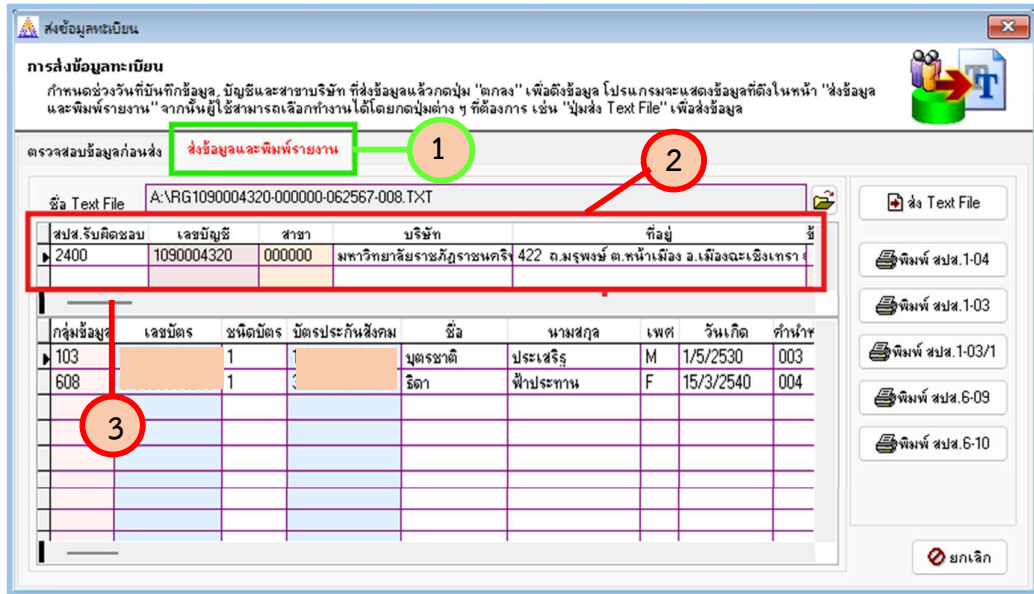 ส่งข้อมูลทะเบียน
การส่งข้อมูลทะเบียน
กำหนดช่วงวันที่บันทึกข้อมูล, บัญชีและสาขาบริษัท ที่ส่งข้อมูลแล้วกดปุ่ม "ตกลง" เพื่อดึงข้อมูล โปรแกรมจะแสดงข้อมูลที่ดึงในหน้า "ส่งข้อมูล
และพิมพ์รายงาน" จากนั้นผู้ใช้สามารถเลือกทำงานได้โดยกดปุ่มต่าง ๆ ที่ต้องการ เช่น "ปุ่มส่ง Text File" เพื่อส่งข้อมูล
ตรวจสอบข้อมูลก่อนส่ง ส่งข้อมูลและพิมพ์รายงาน 1 2
ชื่อ Text File A:\RG1090004320-000000-062567-008.TXT ส่ง Text File
สปส.รับผิดชอบ เลขบัญชี สาขา บริษัท ที่อยู่
2400 1090004320 000000 มหาวิทยาลัยราชภัฏราชนคริ 422 ถ.มรุพงษ์ ต.หน้าเมือง อ.เมืองฉะเชิงเทรา
พิมพ์ สปส.1-04
พิมพ์ สปส.1-03
กลุ่มข้อมูล เลขบัตร ชนิดบัตร บัตรประกันสังคม ชื่อ นามสกุล เพศ วันเกิด คำนำห
103 1 บุตรชาติ ประเสริฐ M 1/5/2530 003
พิมพ์ สปส.1-03/1
608 1 ธิดา ฟ้าประทาน F 15/3/2540 004
พิมพ์ สปส.6-09
3
พิมพ์ สปส.6-10
ยกเลิก